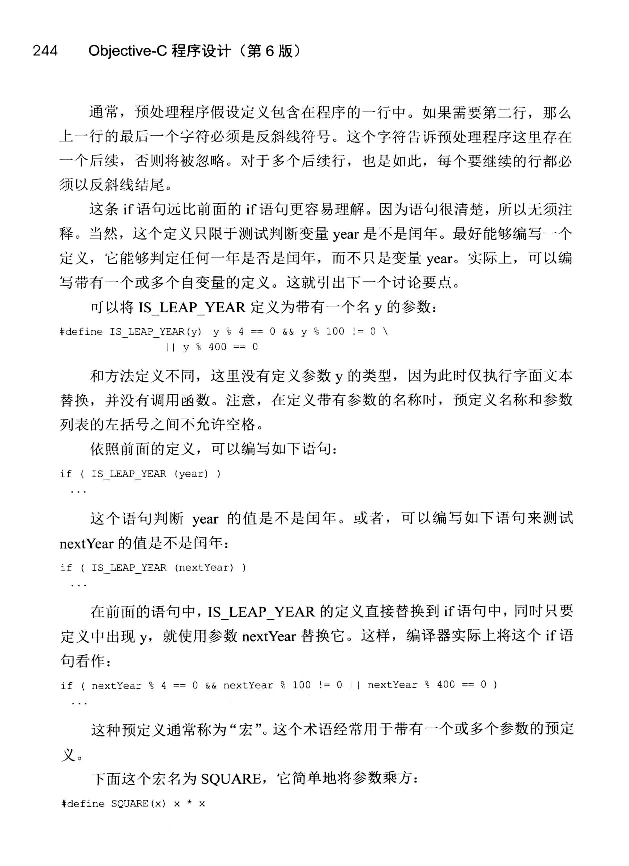 244 Objective-C 程序设计（第 6 版）
通常，预处理程序假设定义包含在程序的一行中。如果需要第二行，那么
上一行的最后一个字符必须是反斜线符号。这个字符告诉预处理程序这里存在
一个后续，否则将被忽略。对于多个后续行，也是如此，每个要继续的行都必
须以反斜线结尾。
这条 if 语句远比前面的 if 语句更容易理解。因为语句很清楚，所以无须注
释。当然，这个定义只限于测试判断变量 year 是不是闰年。最好能够编写一个
定义，它能够判定任何一年是否是闰年，而不只是变量 year。实际上，可以编
写带有一个或多个自变量的定义。这就引出下一个讨论要点。
可以将 IS_LEAP_YEAR 定义为带有一个名 y 的参数：
#define IS_LEAP_YEAR(y) y % 4 == 0 && y % 100 != 0 \
|| y % 400 == 0
和方法定义不同，这里没有定义参数 y 的类型，因为此时仅执行字面文本
替换，并没有调用函数。注意，在定义带有参数的名称时，预定义名称和参数
列表的左括号之间不允许空格。
依照前面的定义，可以编写如下语句：
if ( IS_LEAP_YEAR (year) )
...
这个语句判断 year 的值是不是闰年。或者，可以编写如下语句来测试
nextYear 的值是不是闰年：
if ( IS_LEAP_YEAR (nextYear) )
...
在前面的语句中，IS_LEAP_YEAR 的定义直接替换到 if 语句中，同时只要
定义中出现 y，就使用参数 nextYear 替换它。这样，编译器实际上将这个 if 语
句看作：
if ( nextYear % 4 == 0 && nextYear % 100 != 0 || nextYear % 400 == 0 )
...
这种预定义通常称为“宏”。这个术语经常用于带有一个或多个参数的预定
义。
下面这个宏名为 SQUARE，它简单地将参数乘方：
#define SQUARE(x) x * x